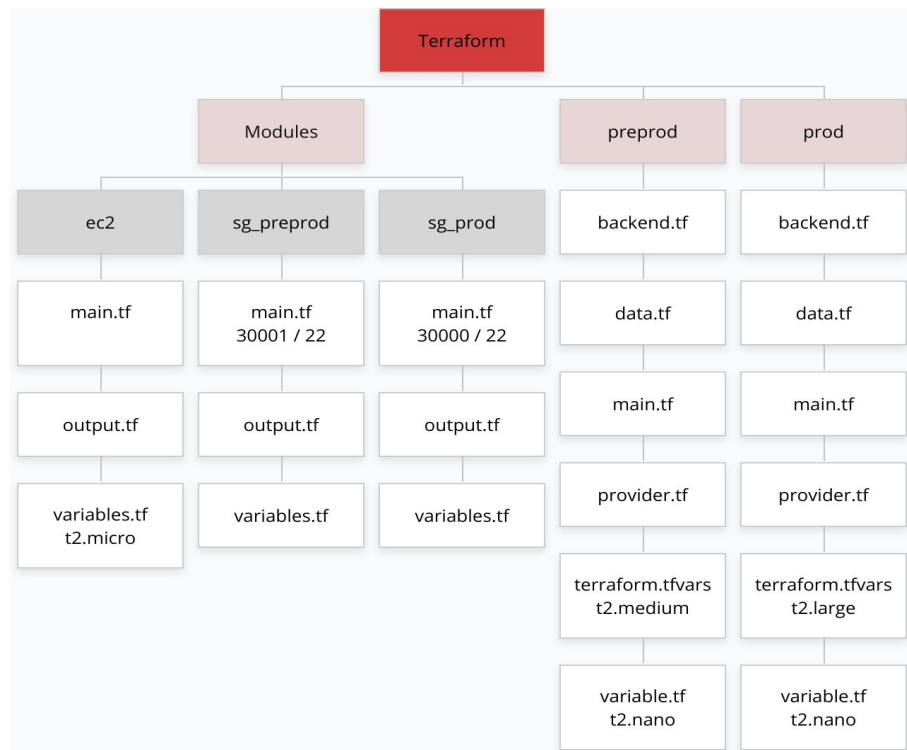 Terraform
Modules
preprod
prod
ec2
sg_preprod
sg_prod
backend.tf
backend.tf
main.tf
main.tf
30001 / 22
main.tf
30000 / 22
data.tf
data.tf
output.tf
output.tf
output.tf
main.tf
main.tf
variables.tf
t2.micro
variables.tf
variables.tf
provider.tf
provider.tf
terraform.tfvars
t2.medium
terraform.tfvars
t2.large
variable.tf
t2.nano
variable.tf
t2.nano